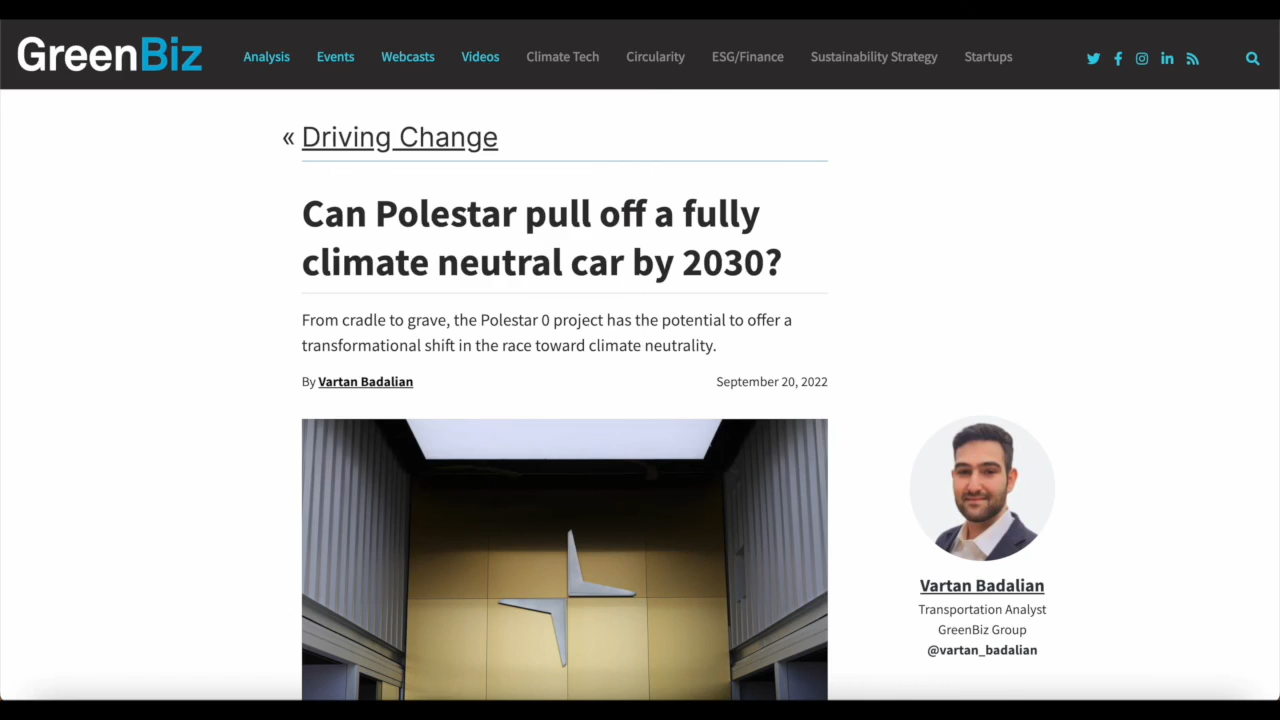 GreenBiz
Analysis
Events
Webcasts
Videos
Climate Tech
Circularity
ESG/Finance
Sustainability Strategy
Startups
« Driving Change
Can Polestar pull off a fully
climate neutral car by 2030?
From cradle to grave, the Polestar 0 project has the potential to offer a
transformational shift in the race toward climate neutrality.
By Vartan Badalian
September 20, 2022
Vartan Badalian
Transportation Analyst
GreenBiz Group
@vartan_badalian